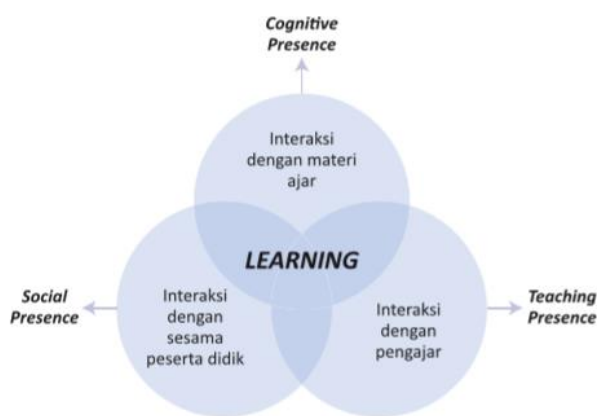 Cognitive
Presence
Interaksi
dengan materi
ajar
LEARNING
Social
Presence
Interaksi
dengan
sesama
peserta didik
Interaksi
dengan
pengajar
Teaching
Presence